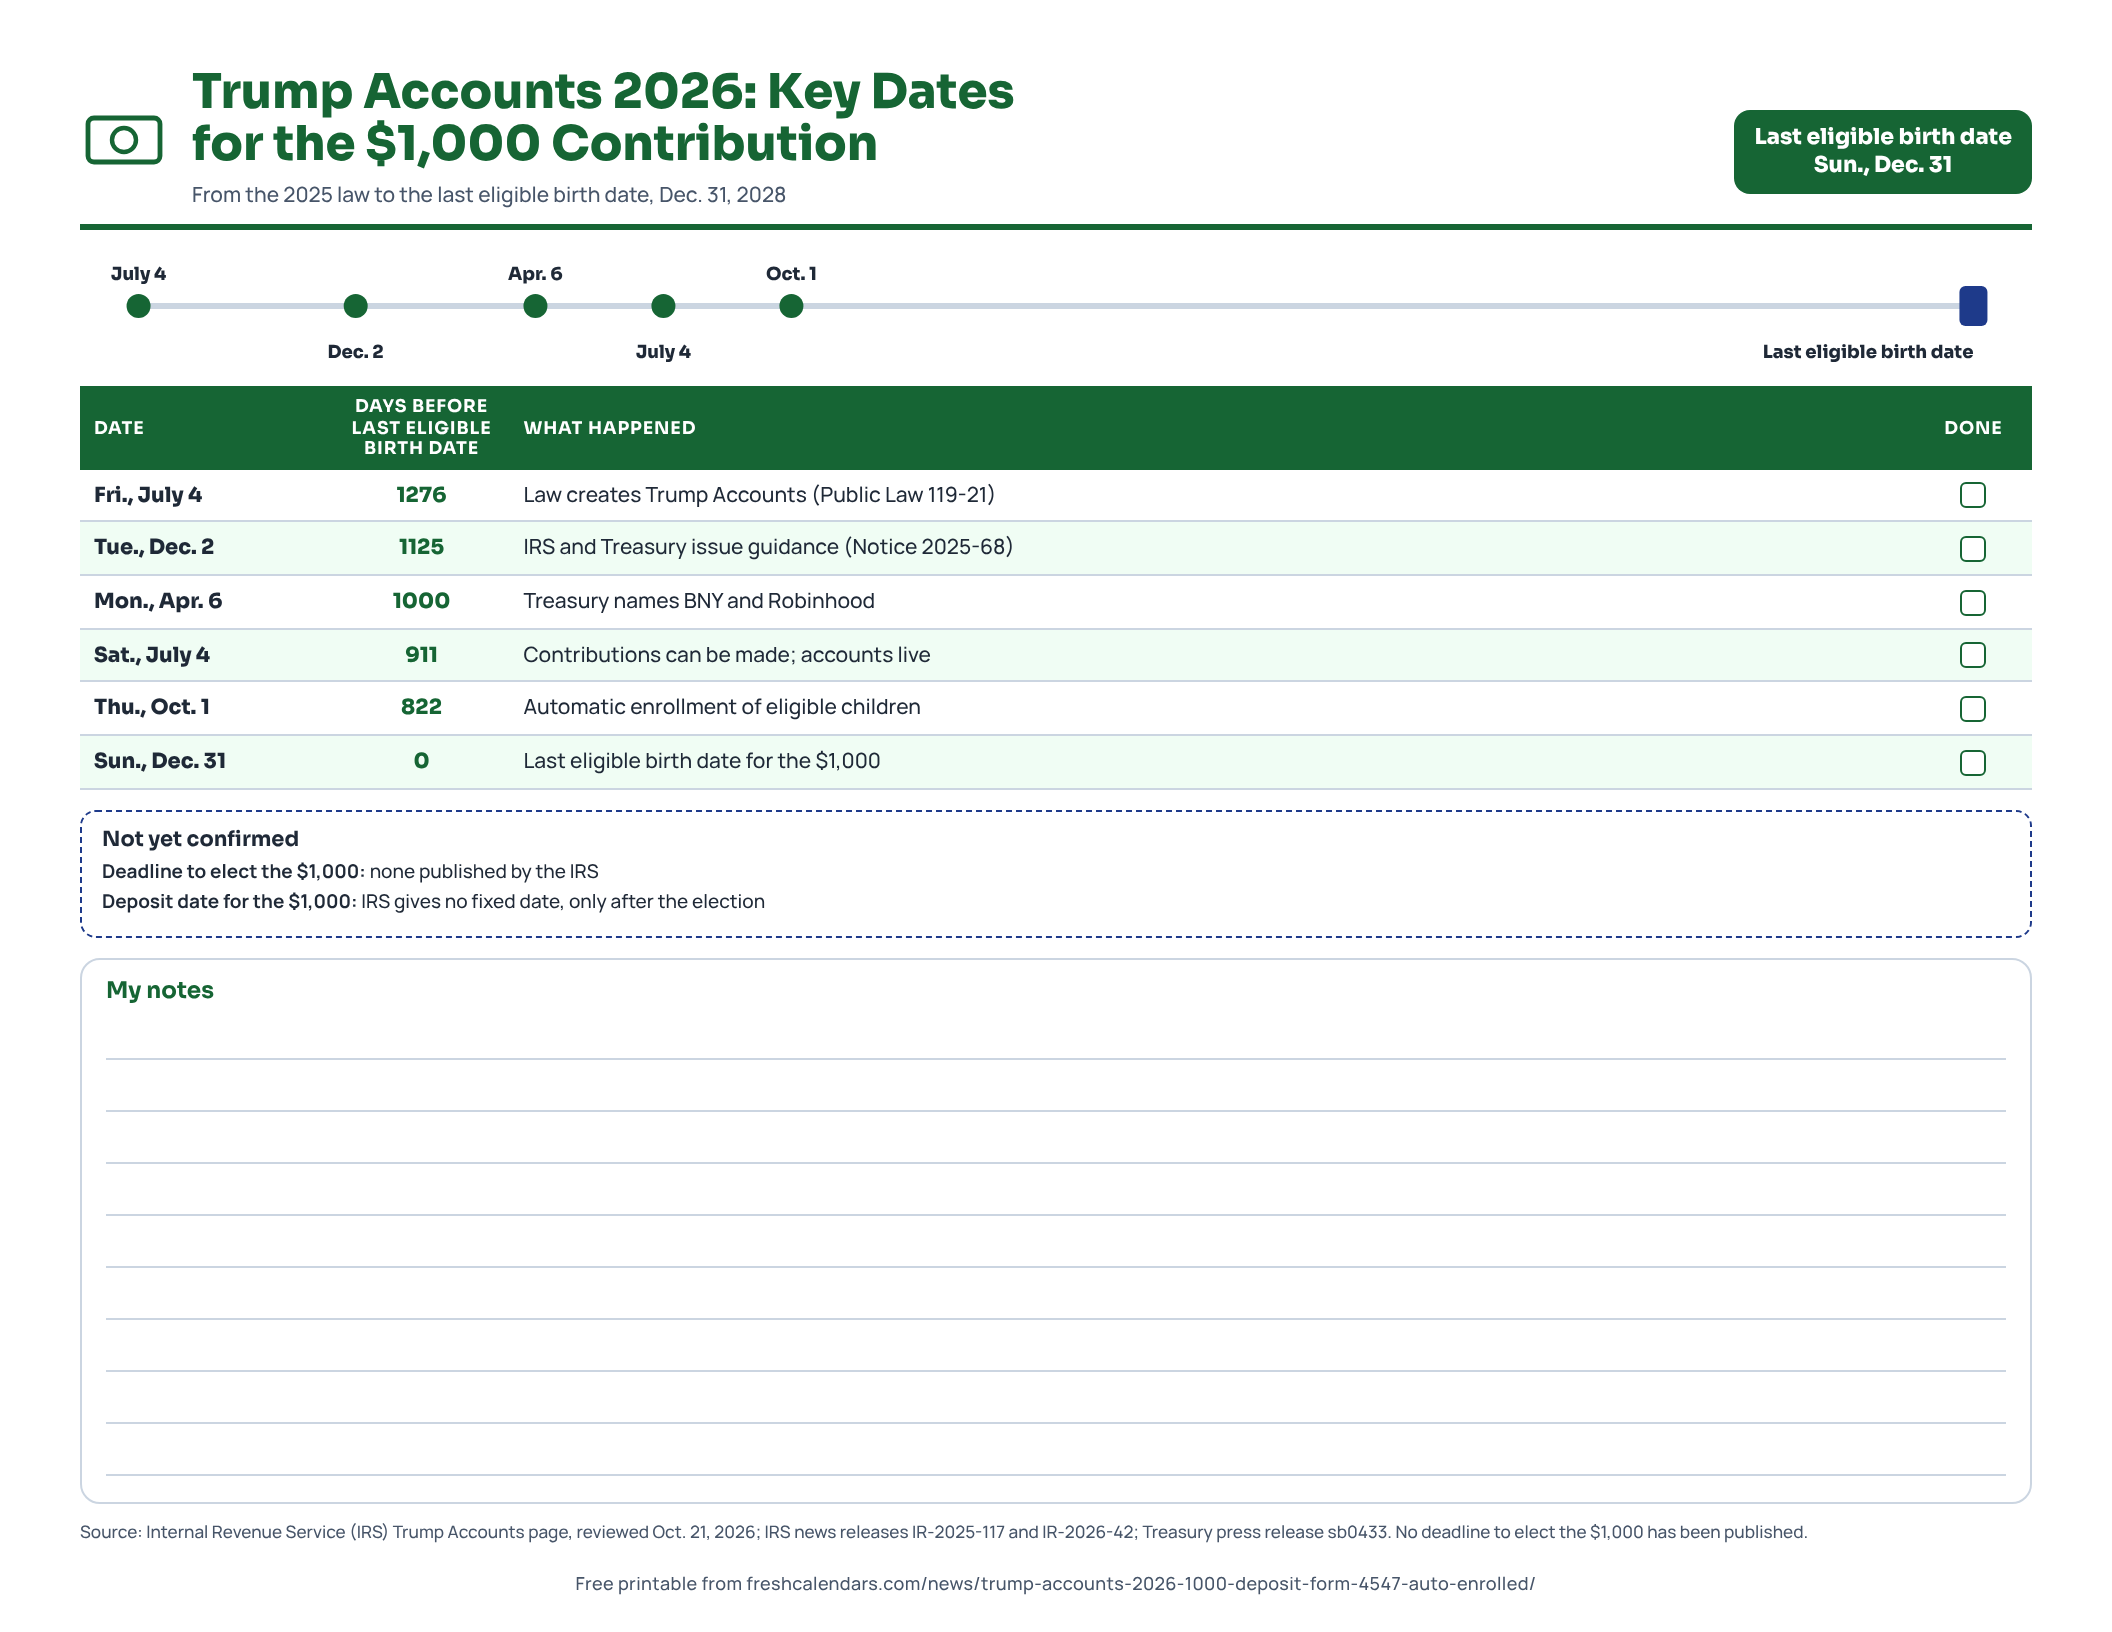 Trump Accounts 2026: Key Dates
for the $1,000 Contribution
From the 2025 law to the last eligible birth date, Dec. 31, 2028
Last eligible birth date
Sun., Dec. 31
July 4
Apr. 6
Oct. 1
Dec. 2
July 4
Last eligible birth date
DATE
DAYS BEFORE
LAST ELIGIBLE
BIRTH DATE
WHAT HAPPENED
DONE
Fri., July 4 1276 Law creates Trump Accounts (Public Law 119-21)
Tue., Dec. 2 1125 IRS and Treasury issue guidance (Notice 2025-68)
Mon., Apr. 6 1000 Treasury names BNY and Robinhood
Sat., July 4 911 Contributions can be made; accounts live
Thu., Oct. 1 822 Automatic enrollment of eligible children
Sun., Dec. 31 0 Last eligible birth date for the $1,000
Not yet confirmed
Deadline to elect the $1,000: none published by the IRS
Deposit date for the $1,000: IRS gives no fixed date, only after the election
My notes
Source: Internal Revenue Service (IRS) Trump Accounts page, reviewed Oct. 21, 2026; IRS news releases IR-2025-117 and IR-2026-42; Treasury press release sb0433. No deadline to elect the $1,000 has been published.
Free printable from freshcalendars.com/news/trump-accounts-2026-1000-deposit-form-4547-auto-enrolled/